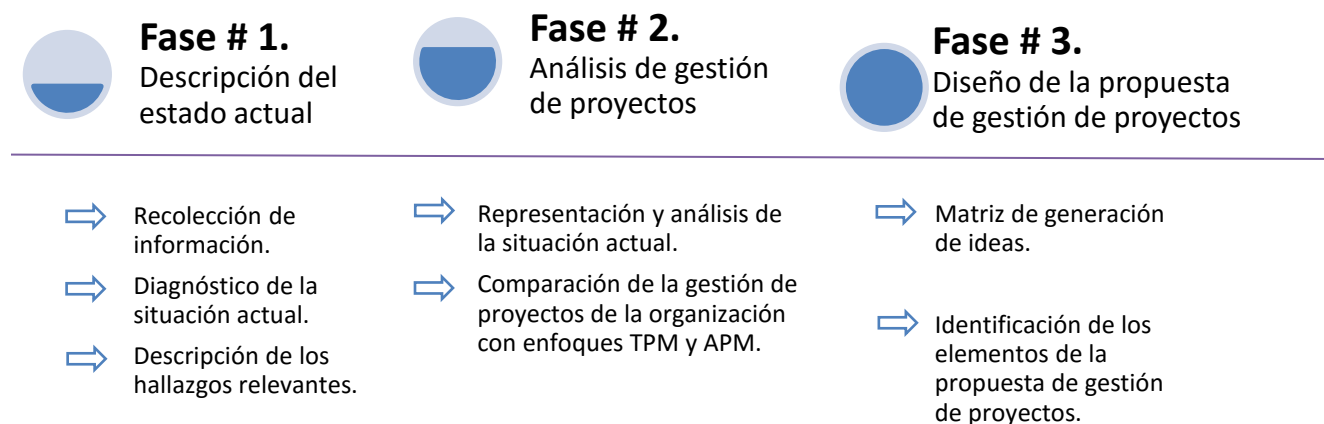 Fase # 1.
Descripción del
estado actual
Fase # 2.
Análisis de gestión
de proyectos
Fase # 3.
Diseño de la propuesta
de gestión de proyectos
Recolección de
información.
Diagnóstico de la
situación actual.
Descripción de los
hallazgos relevantes.
Representación y análisis de
la situación actual.
Comparación de la gestión de
proyectos de la organización
con enfoques TPM y APM.
Matriz de generación
de ideas.
Identificación de los
elementos de la
propuesta de gestión
de proyectos.